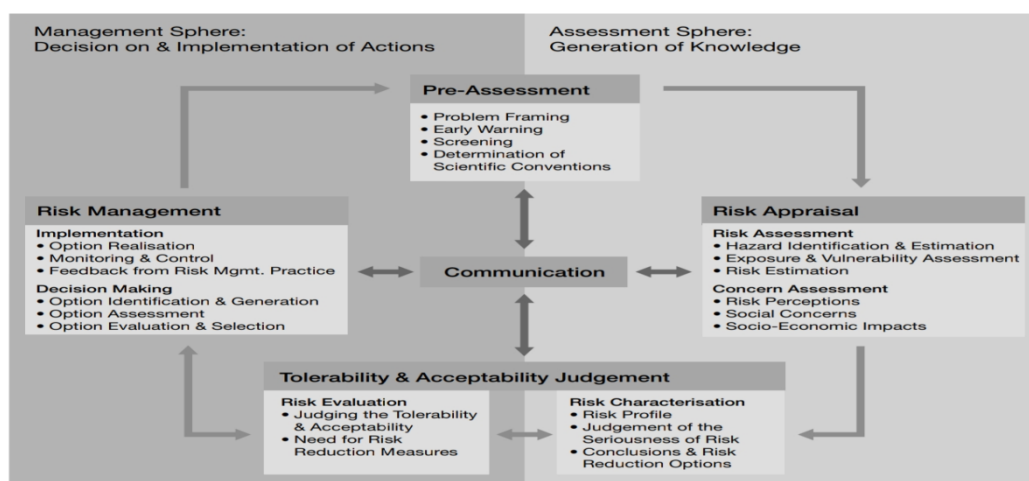 Management Sphere:
Decision on & Implementation of Actions
Assessment Sphere:
Generation of Knowledge
Pre-Assessment
• Problem Framing
• Early Warning
• Screening
• Determination of
Scientific Conventions
Risk Management
Implementation
• Option Realisation
• Monitoring & Control
• Feedback from Risk Mgmt. Practice
Decision Making
• Option Identification & Generation
• Option Assessment
• Option Evaluation & Selection
Communication
Risk Appraisal
Risk Assessment
• Hazard Identification & Estimation
• Exposure & Vulnerability Assessment
• Risk Estimation
Concern Assessment
• Risk Perceptions
• Social Concerns
• Socio-Economic Impacts
Tolerability & Acceptability Judgement
Risk Evaluation
• Judging the Tolerability
& Acceptability
• Need for Risk
Reduction Measures
Risk Characterisation
• Risk Profile
• Judgement of the
Seriousness of Risk
• Conclusions & Risk
Reduction Options